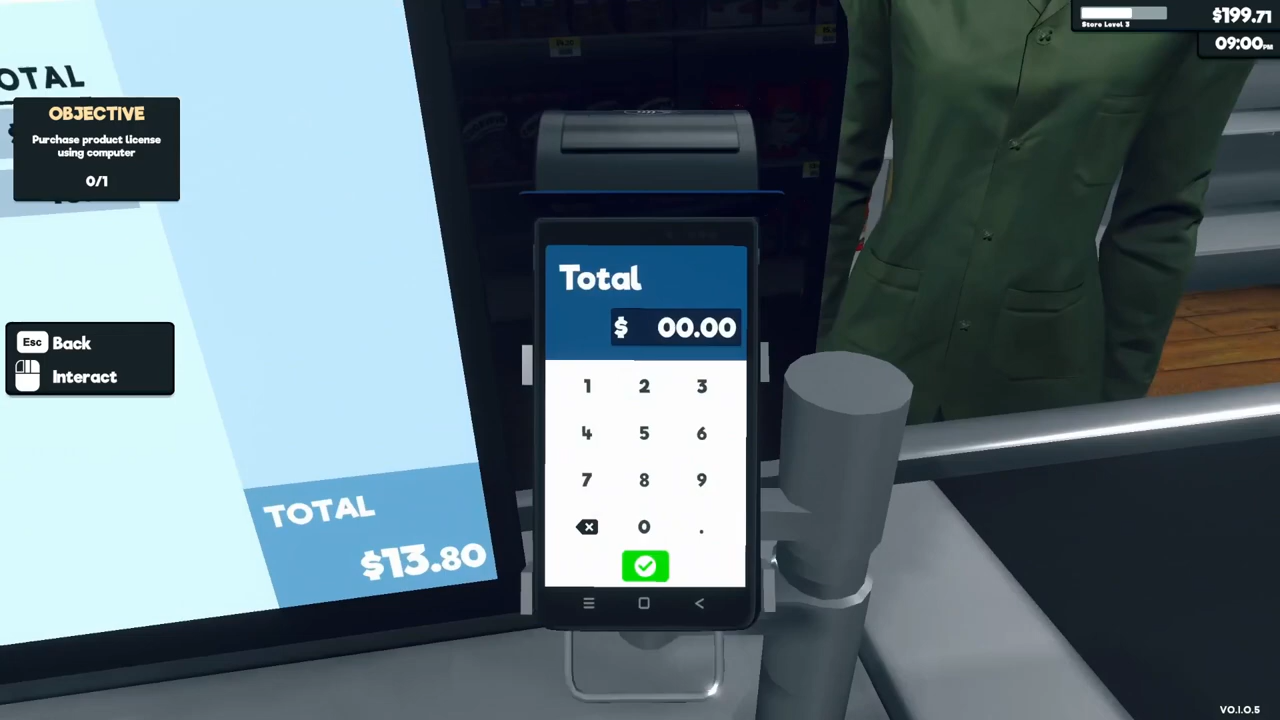 $199.71
Store Level 3
09:00PM
OTAL
OBJECTIVE
Purchase product license
using computer
0/1
Esc Back
Interact
Total
$ 00.00
1 2 3
4 5 6
7 8 9
0 .
TOTAL
$13.80
V0.1.0.5